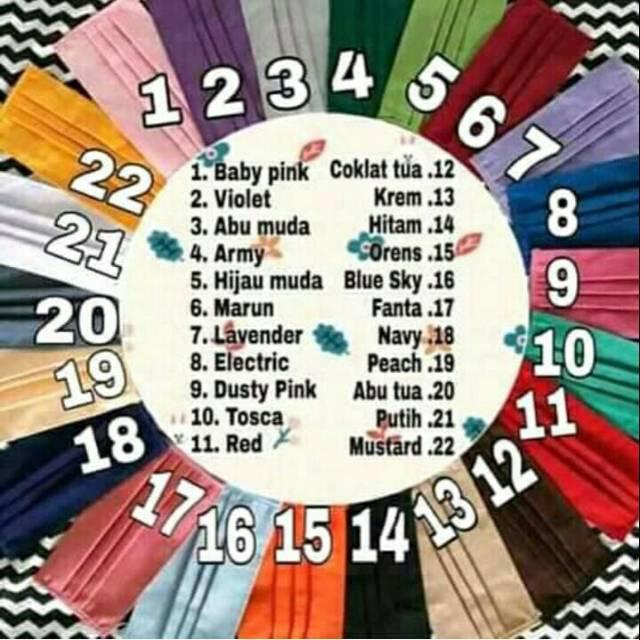 1
2
3
4
5
6
7
8
9
10
11
12
13
14
15
16
17
18
19
20
21
22
1. Baby pink
2. Violet
3. Abu muda
4. Army
5. Hijau muda
6. Marun
7. Lavender
8. Electric
9. Dusty Pink
10. Tosca
11. Red
Coklat tua .12
Krem .13
Hitam .14
Orens .15
Blue Sky .16
Fanta .17
Navy .18
Peach .19
Abu tua .20
Putih .21
Mustard .22